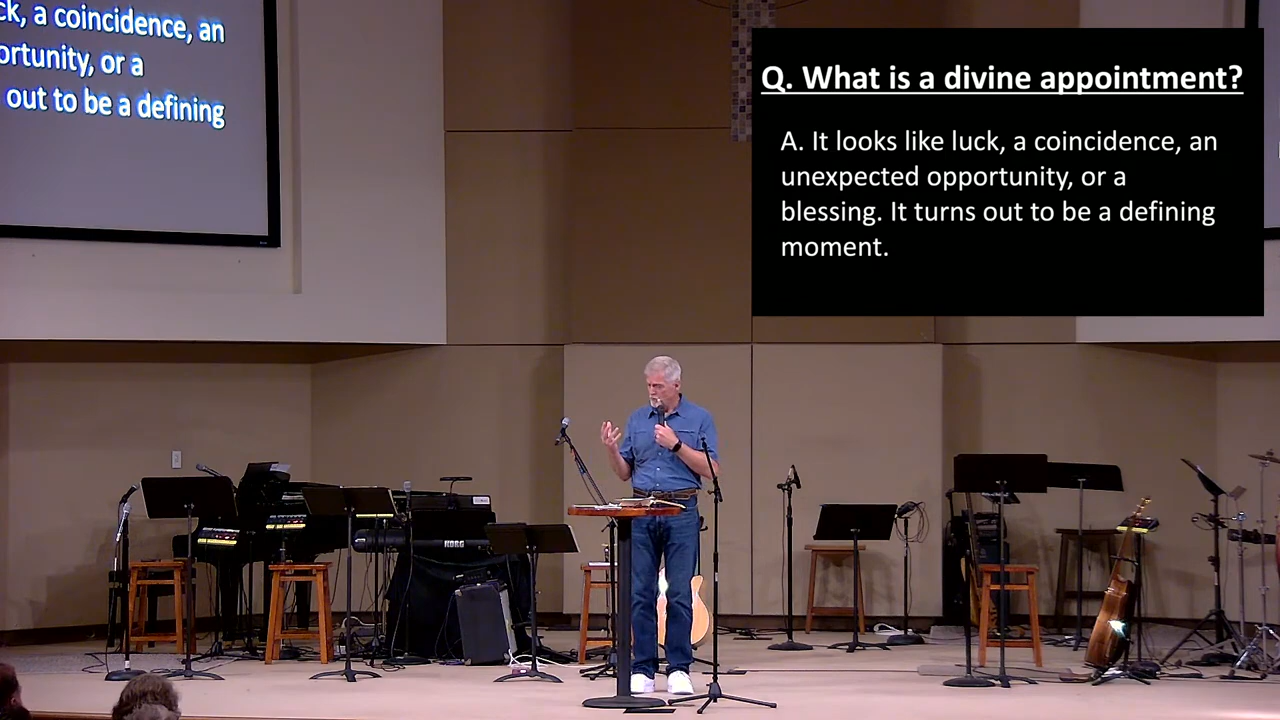 ck, a coincidence, an
ortunity, or a
out to be a defining
Q. What is a divine appointment?
A. It looks like luck, a coincidence, an
unexpected opportunity, or a
blessing. It turns out to be a defining
moment.
KORG